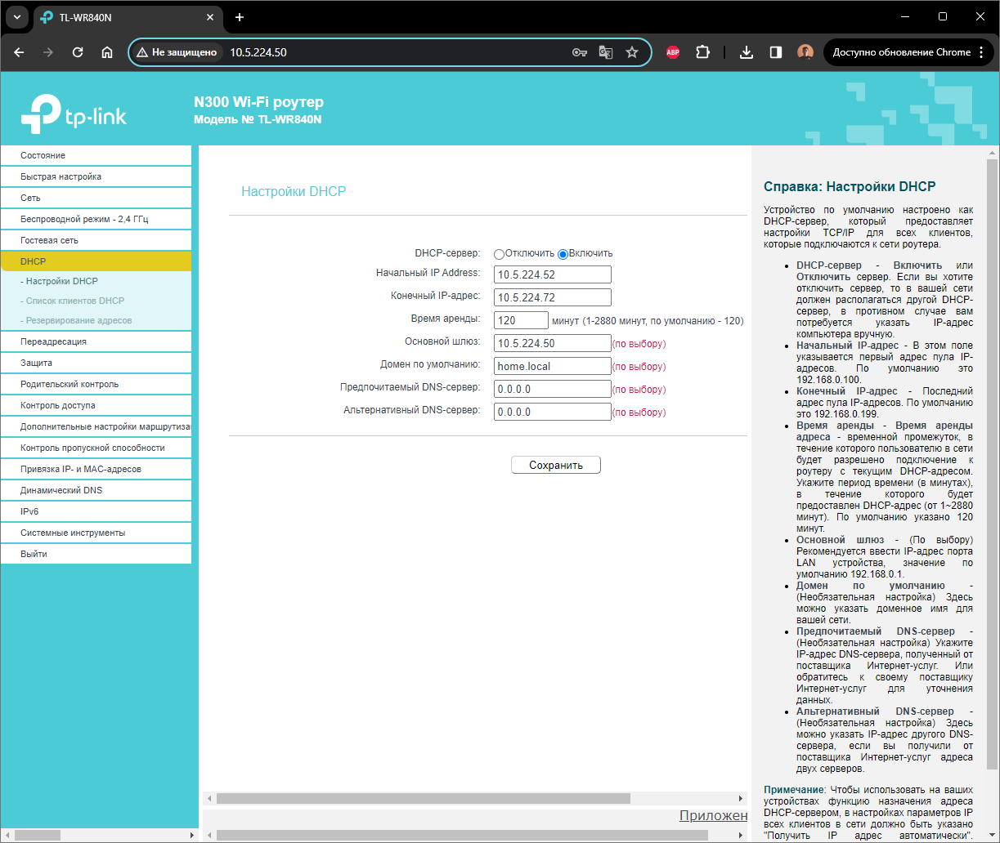 TL-WR840N
Не защищено
10.5.224.50
ABP
Доступно обновление Chrome
tp-link
N300 Wi-Fi роутер
Модель № TL-WR840N
Состояние
Быстрая настройка
Сеть
Беспроводной режим - 2,4 ГГц
Гостевая сеть
DHCP
- Настройки DHCP
- Список клиентов DHCP
- Резервирование адресов
Переадресация
Защита
Родительский контроль
Контроль доступа
Дополнительные настройки маршрутиза
Контроль пропускной способности
Привязка IP- и MAC-адресов
Динамический DNS
IPv6
Системные инструменты
Выйти
Настройки DHCP
DHCP-сервер: Отключить Включить
Начальный IP Address: 10.5.224.52
Конечный IP-адрес: 10.5.224.72
Время аренды: 120 минут (1-2880 минут, по умолчанию - 120)
Основной шлюз: 10.5.224.50 (по выбору)
Домен по умолчанию: home.local (по выбору)
Предпочитаемый DNS-сервер: 0.0.0.0 (по выбору)
Альтернативный DNS-сервер: 0.0.0.0 (по выбору)
Сохранить
Приложен
Справка: Настройки DHCP
Устройство по умолчанию настроено как
DHCP-сервер, который предоставляет
настройки TCP/IP для всех клиентов,
которые подключаются к сети роутера.
• DHCP-сервер - Включить или
Отключить сервер. Если вы хотите
отключить сервер, то в вашей сети
должен располагаться другой DHCP-
сервер, в противном случае вам
потребуется указать IP-адрес
компьютера вручную.
• Начальный IP-адрес - В этом поле
указывается первый адрес пула IP-
адресов. По умолчанию это
192.168.0.100.
• Конечный IP-адрес - Последний
адрес пула IP-адресов. По умолчанию
это 192.168.0.199.
• Время аренды - Время аренды
адреса - временной промежуток, в
течение которого пользователю в сети
будет разрешено подключение к
роутеру с текущим DHCP-адресом.
Укажите период времени (в минутах),
в течение которого будет
предоставлен DHCP-адрес (от 1~2880
минут). По умолчанию указано 120
минут.
• Основной шлюз - (По выбору)
Рекомендуется ввести IP-адрес порта
LAN устройства, значение по
умолчанию 192.168.0.1.
• Домен по умолчанию -
(Необязательная настройка) Здесь
можно указать доменное имя для
вашей сети.
• Предпочитаемый DNS-сервер -
(Необязательная настройка) Укажите
IP-адрес DNS-сервера, полученный от
поставщика Интернет-услуг. Или
обратитесь к своему поставщику
Интернет-услуг для уточнения
данных.
• Альтернативный DNS-сервер -
(Необязательная настройка) Здесь
можно указать IP-адрес другого DNS-
сервера, если вы получили от
поставщика Интернет-услуг адреса
двух серверов.
Примечание: Чтобы использовать на ваших
устройствах функцию назначения адреса
DHCP-сервером, в настройках параметров IP
всех клиентов в сети должно быть указано
"Получить IP адрес автоматически".